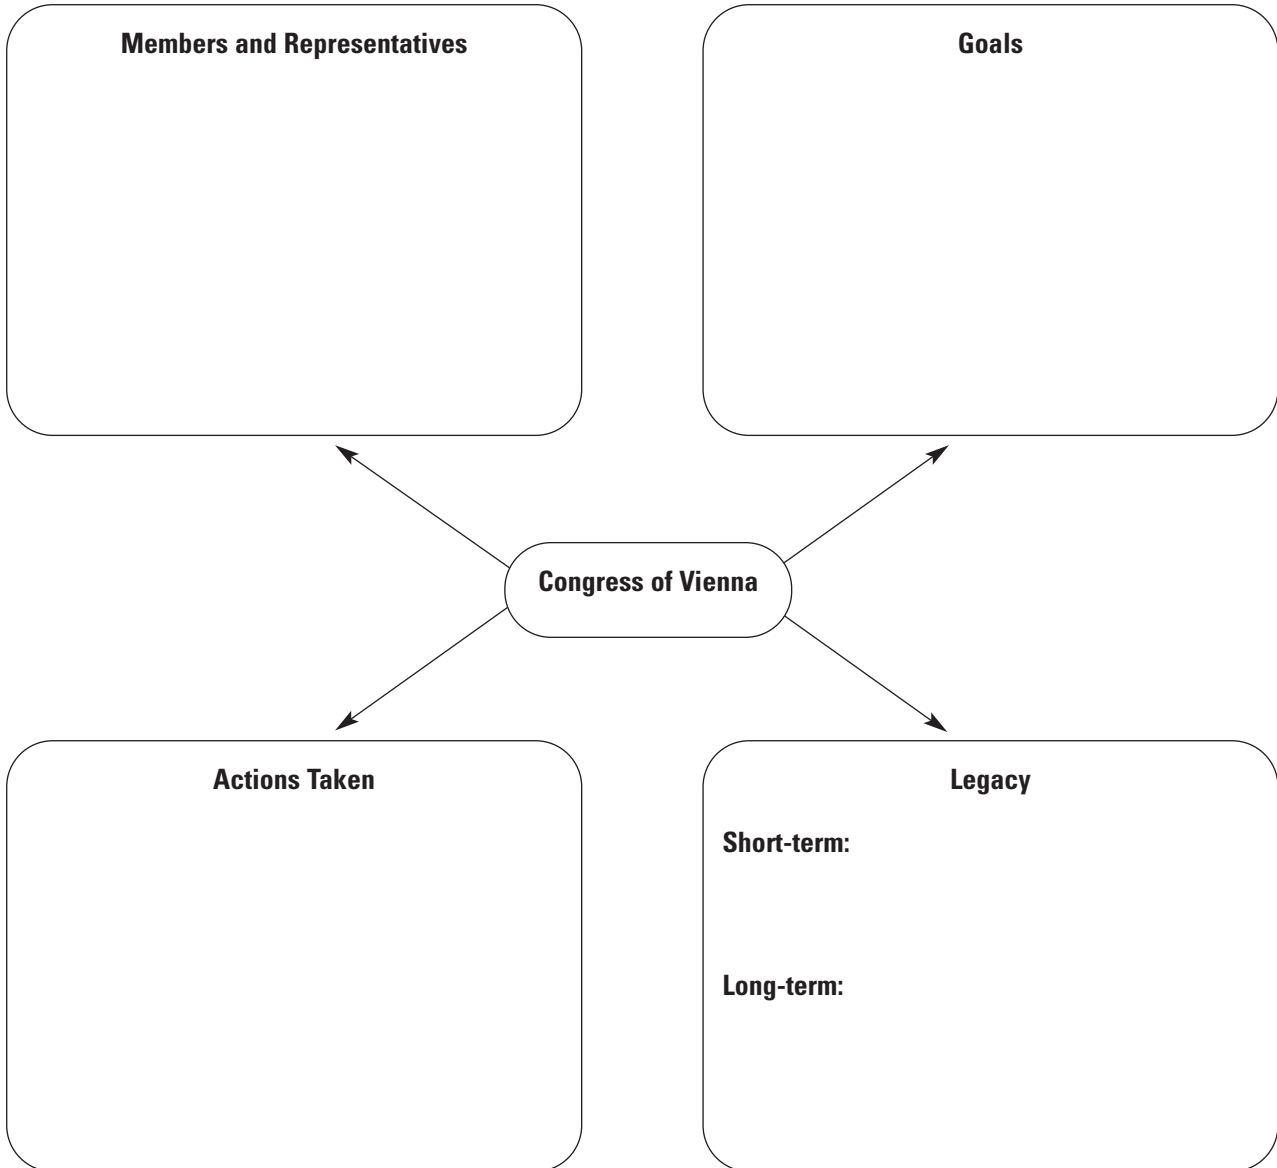 Members and Representatives
Goals
Congress of Vienna
Actions Taken
Legacy
Short-term:
Long-term: